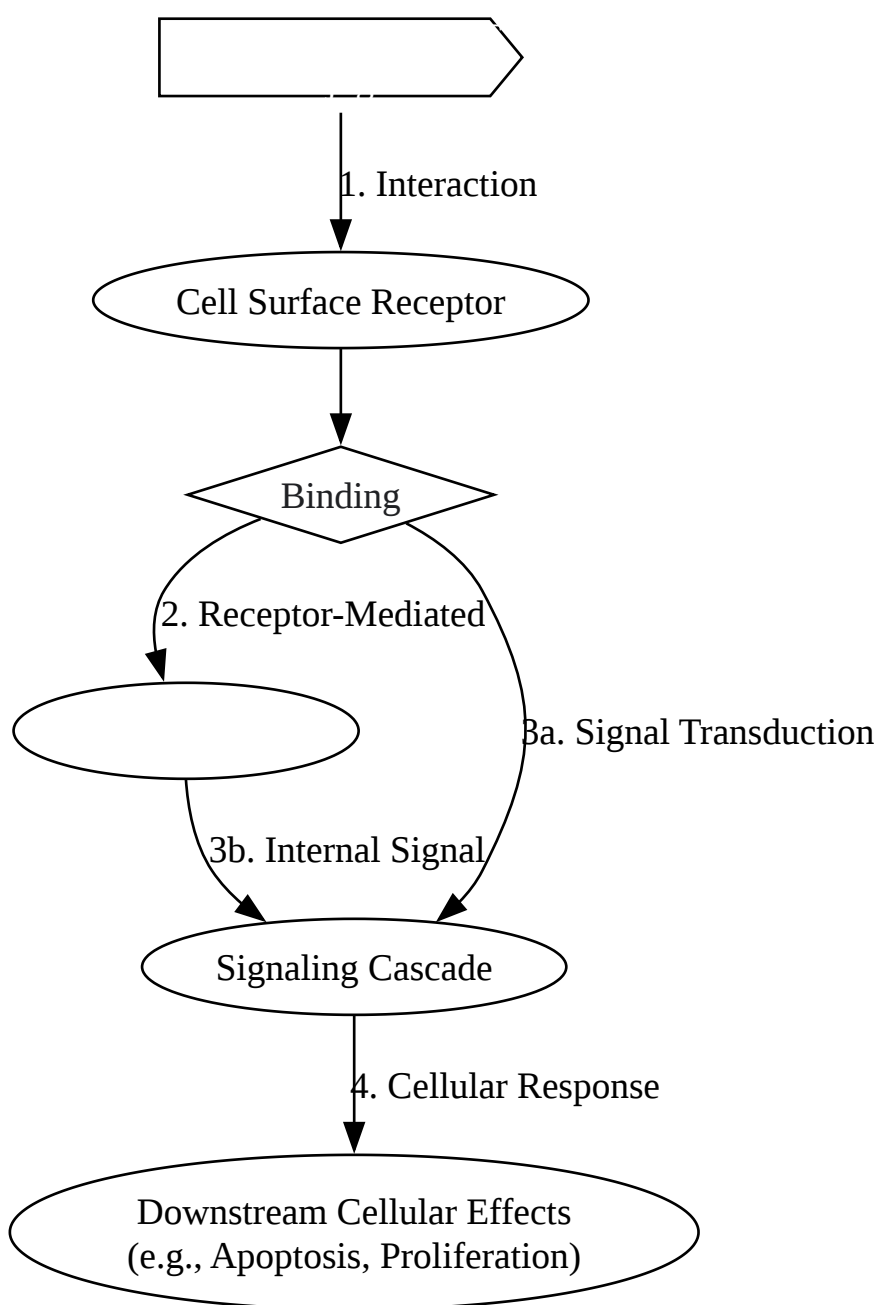 1. Interaction
Cell Surface Receptor
Binding
2. Receptor-Mediated
3a. Signal Transduction
3b. Internal Signal
Signaling Cascade
4. Cellular Response
Downstream Cellular Effects
(e.g., Apoptosis, Proliferation)